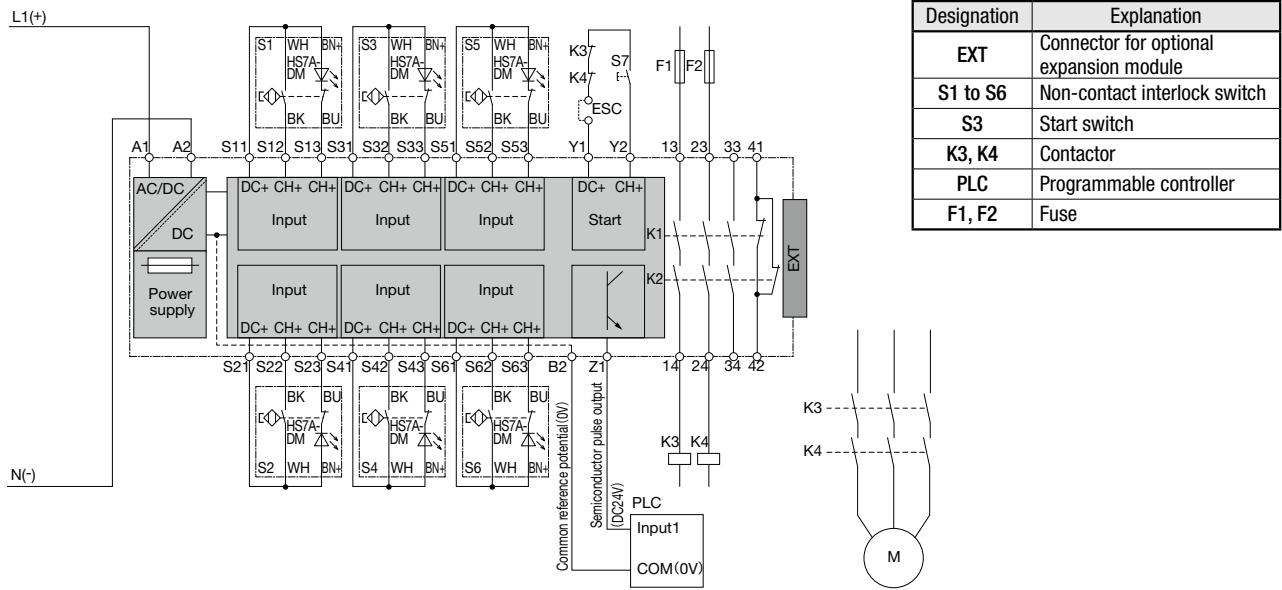 L1(+)
S1 WH BN+ S3 WH BN+ S5 WH BN+
HS7A- HS7A- HS7A-
DM DM DM
BK BU BK BU BK BU
K3
K4
S7
ESC
F1 F2
A1 A2 S11 S12 S13 S31 S32 S33 S51 S52 S53 Y1 Y2 13 23 33 41
AC/DC
DC
Power
supply
DC+ CH+ CH+ DC+ CH+ CH+ DC+ CH+ CH+ DC+ CH+
Input Input Input Start
K1
K2
EXT
Input Input Input
DC+ CH+ CH+ DC+ CH+ CH+ DC+ CH+ CH+
S21 S22 S23 S41 S42 S43 S61 S62 S63 B2 Z1 14 24 34 42
BK BU BK BU BK BU
HS7A- HS7A- HS7A-
DM DM DM
S2 WH BN+ S4 WH BN+ S6 WH BN+
N(-)
Common reference potential(0V)
Semiconductor pulse output
(DC24V)
K3 K4
PLC
Input1
COM(0V)
K3
K4
M
Designation Explanation
EXT Connector for optional
expansion module
S1 to S6 Non-contact interlock switch
S3 Start switch
K3, K4 Contactor
PLC Programmable controller
F1, F2 Fuse